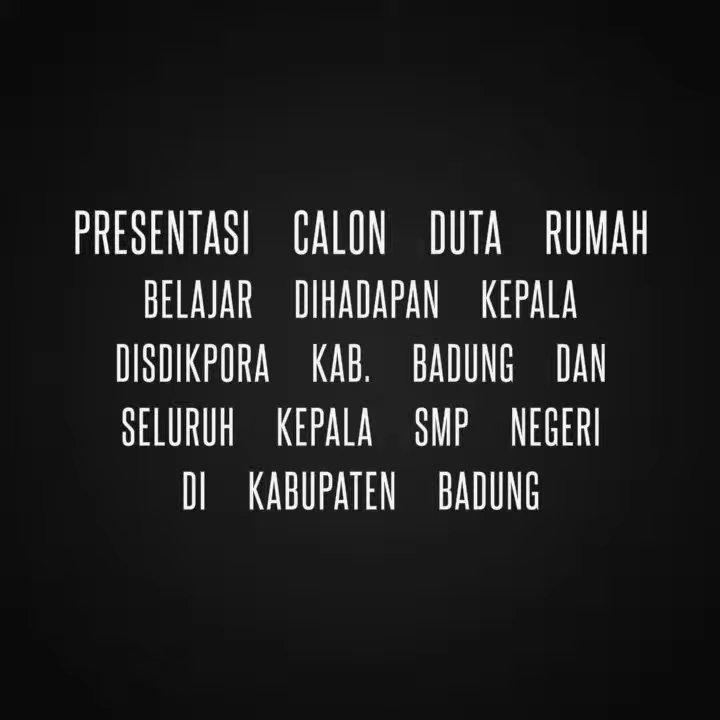 PRESENTASI CALON DUTA RUMAH
BELAJAR DIHADAPAN KEPALA
DISDIKPORA KAB. BADUNG DAN
SELURUH KEPALA SMP NEGERI
DI KABUPATEN BADUNG